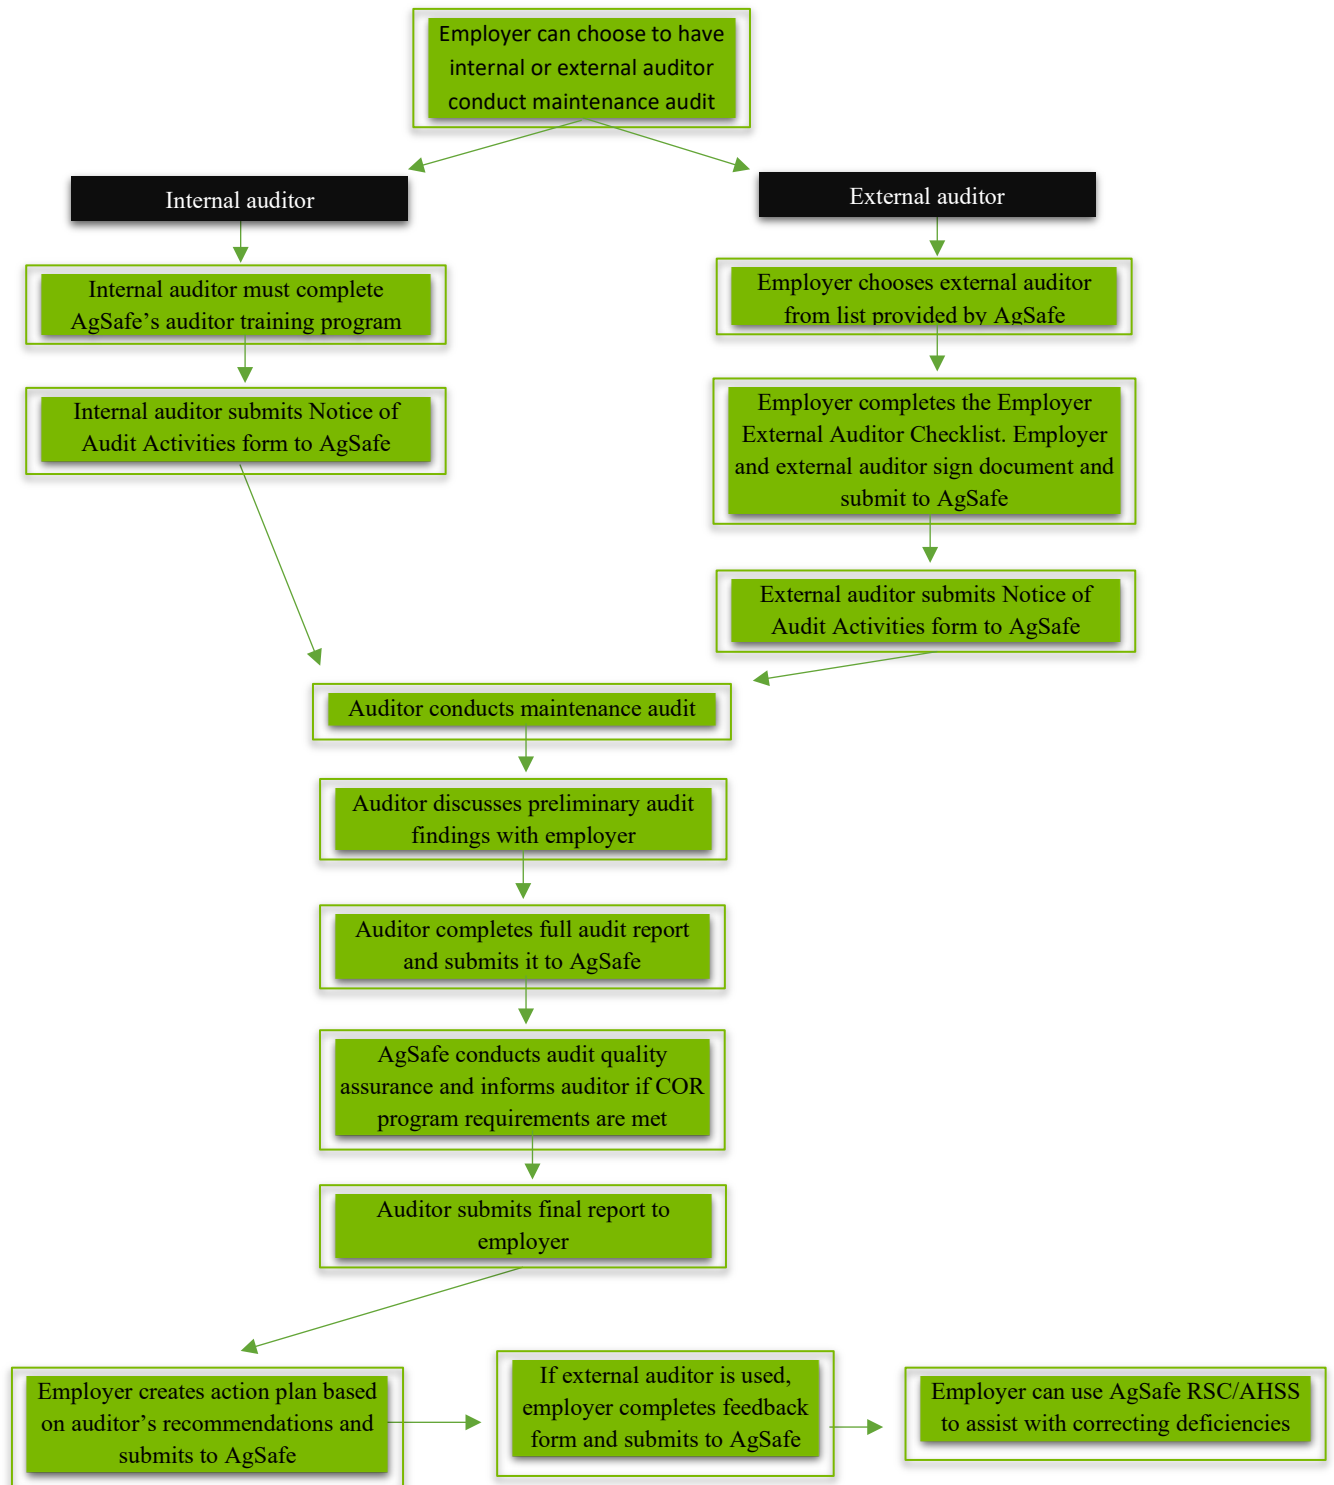 Employer can choose to have
internal or external auditor
conduct maintenance audit
Internal auditor
External auditor
Internal auditor must complete
AgSafe’s auditor training program
Employer chooses external auditor
from list provided by AgSafe
Internal auditor submits Notice of
Audit Activities form to AgSafe
Employer completes the Employer
External Auditor Checklist. Employer
and external auditor sign document and
submit to AgSafe
External auditor submits Notice of
Audit Activities form to AgSafe
Auditor conducts maintenance audit
Auditor discusses preliminary audit
findings with employer
Auditor completes full audit report
and submits it to AgSafe
AgSafe conducts audit quality
assurance and informs auditor if COR
program requirements are met
Auditor submits final report to
employer
Employer creates action plan based
on auditor’s recommendations and
submits to AgSafe
If external auditor is used,
employer completes feedback
form and submits to AgSafe
Employer can use AgSafe RSC/AHSS
to assist with correcting deficiencies